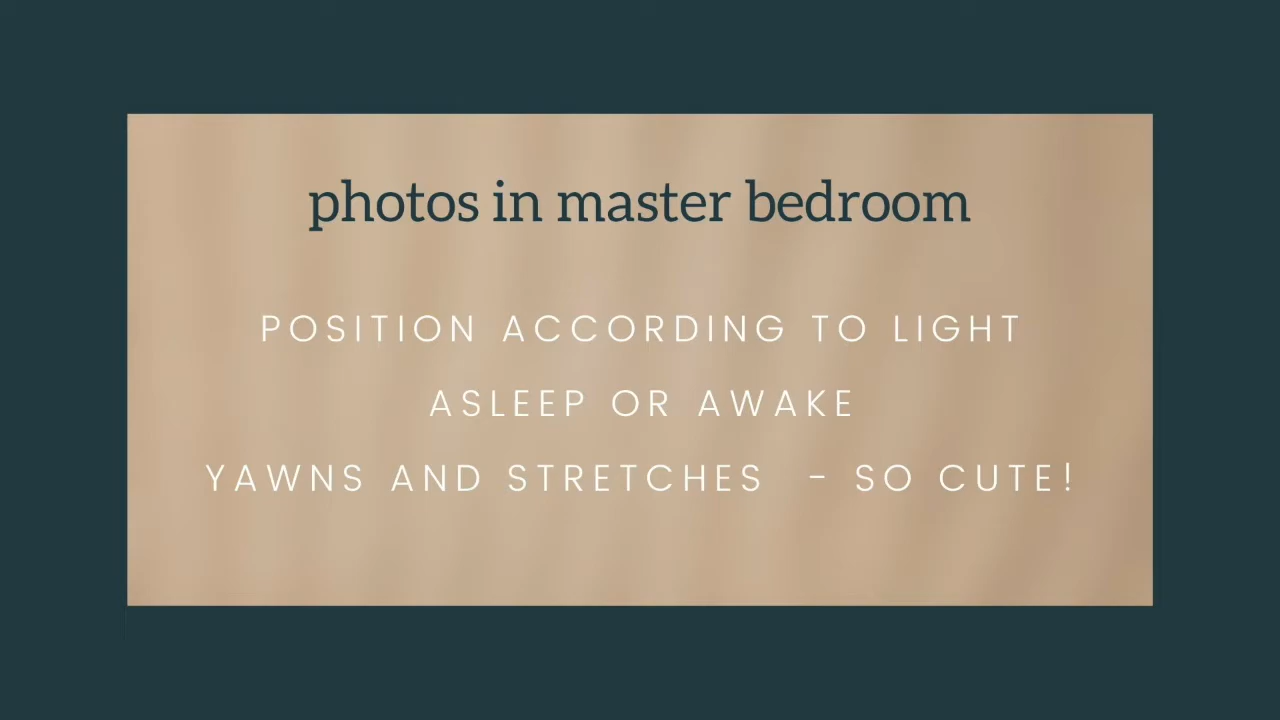 photos in master bedroom
POSITION ACCORDING TO LIGHT
ASLEEP OR AWAKE
YAWNS AND STRETCHES - SO CUTE!